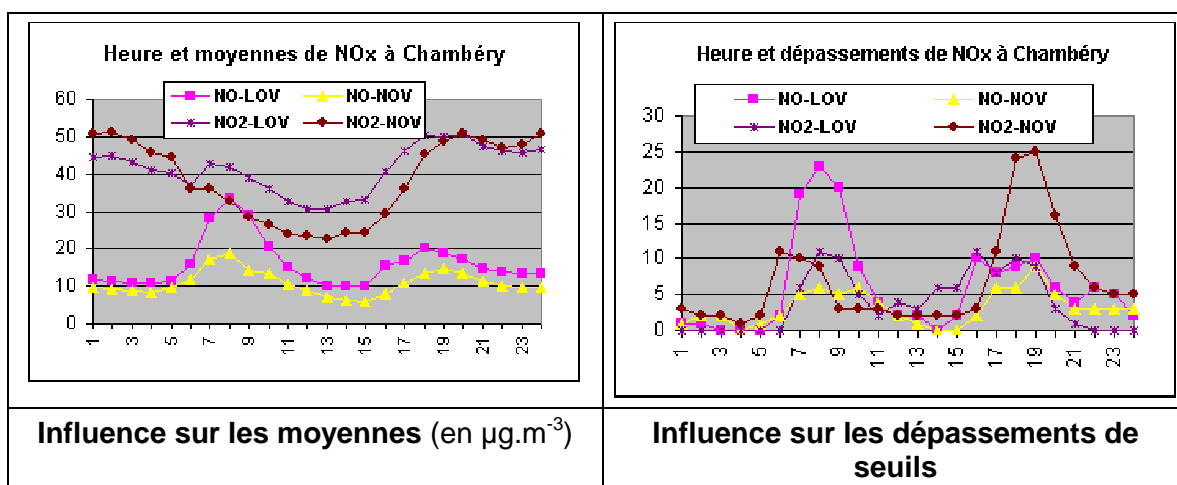 Heure et moyennes de NOx à Chambéry
NO-LOV NO-NOV
NO2-LOV NO2-NOV
60
50
40
30
20
10
0
1 3 5 7 9 11 13 15 17 19 21 23
Influence sur les moyennes (en µg.m-3)
Heure et dépassements de NOx à Chambéry
NO-LOV NO-NOV
NO2-LOV NO2-NOV
30
25
20
15
10
5
0
1 3 5 7 9 11 13 15 17 19 21 23
Influence sur les dépassements de
seuils